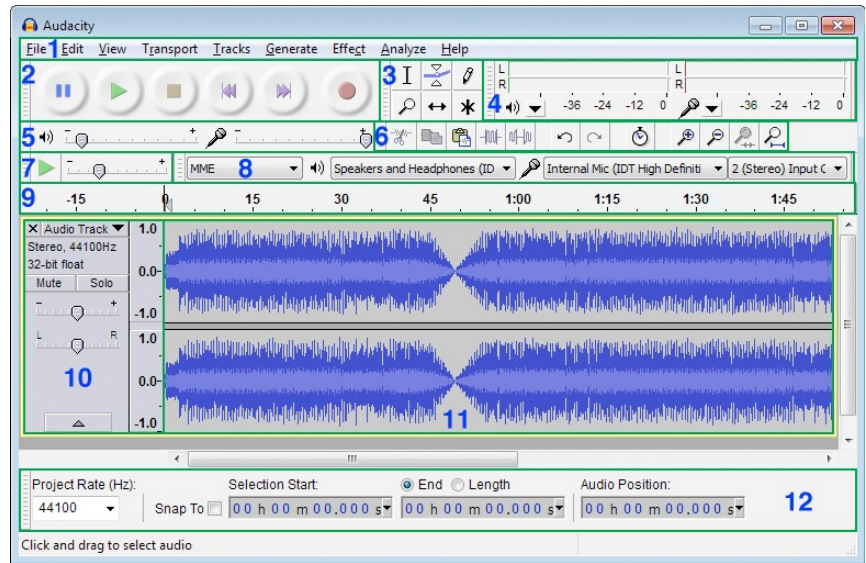 Audacity
File 1 Edit View Transport Tracks Generate Effect Analyze Help
2
3
L
R
L
R
4 -36 -24 -12 0 -36 -24 -12 0
5 - + - +
6
7 - +
MME 8 Speakers and Headphones (ID Internal Mic (IDT High Definiti 2 (Stereo) Input C
9 -15 0 15 30 45 1:00 1:15 1:30 1:45
X Audio Track
Stereo, 44100Hz
32-bit float
Mute Solo
- +
L R
10
1.0
0.0-
-1.0
1.0
0.0-
-1.0
11
Project Rate (Hz): Selection Start: End Length Audio Position:
44100 Snap To 00 h 00 m 00.000 s 00 h 00 m 00.000 s 00 h 00 m 00.000 s
12
Click and drag to select audio